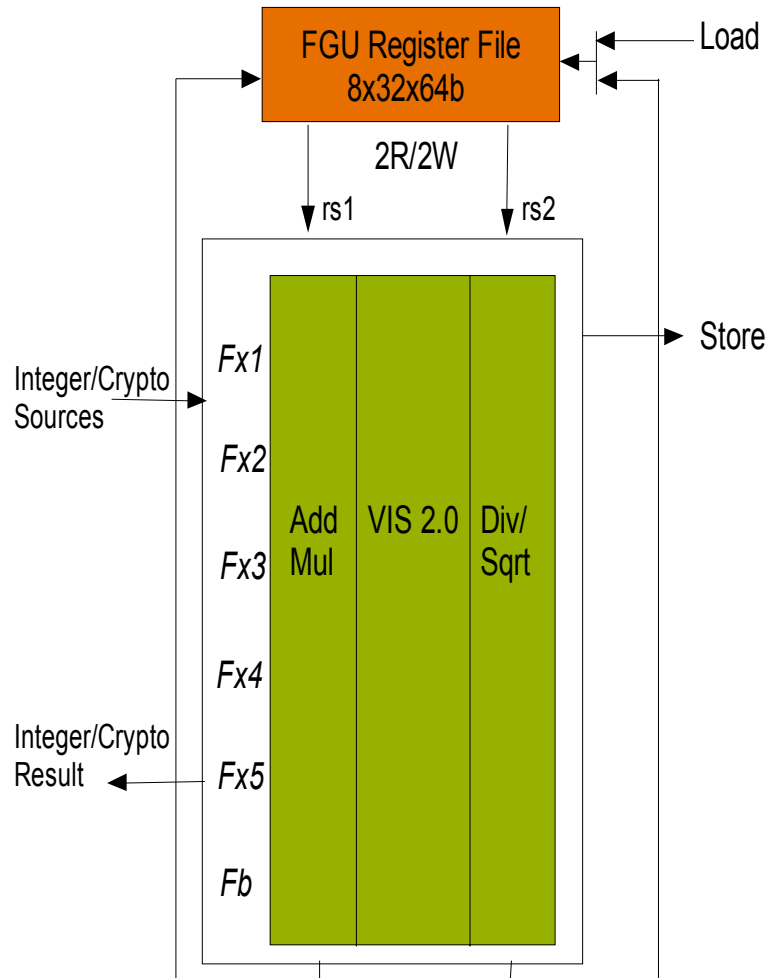 FGU Register File
8x32x64b
Load
2R/2W
rs1
rs2
Store
Fx1
Integer/Crypto
Sources
Fx2
Add
Mul
VIS 2.0
Div/
Sqrt
Fx3
Fx4
Integer/Crypto
Result
Fx5
Fb